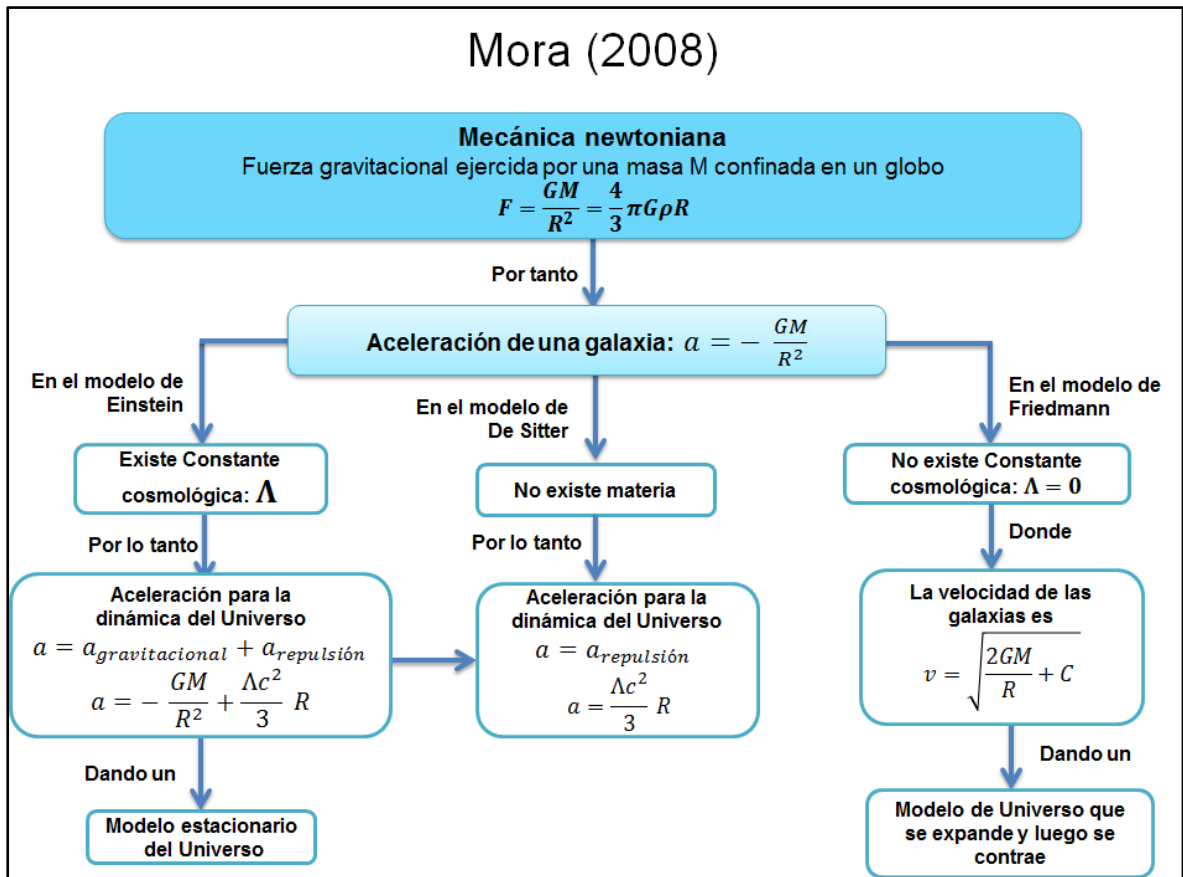 Mora (2008)
Mecánica newtoniana
Fuerza gravitacional ejercida por una masa M confinada en un globo
F = GM/R² = 4/3 πGρR
Por tanto
Aceleración de una galaxia: a = − GM/R²
En el modelo de
Einstein
Existe Constante
cosmológica: Λ
Por lo tanto
Aceleración para la
dinámica del Universo
a = a_gravitacional + a_repulsión
a = − GM/R² + Λc²/3 R
Dando un
Modelo estacionario
del Universo
En el modelo de
De Sitter
No existe materia
Por lo tanto
Aceleración para la
dinámica del Universo
a = a_repulsión
a = Λc²/3 R
En el modelo de
Friedmann
No existe Constante
cosmológica: Λ = 0
Donde
La velocidad de las
galaxias es
v = √(2GM/R + C)
Dando un
Modelo de Universo que
se expande y luego se
contrae